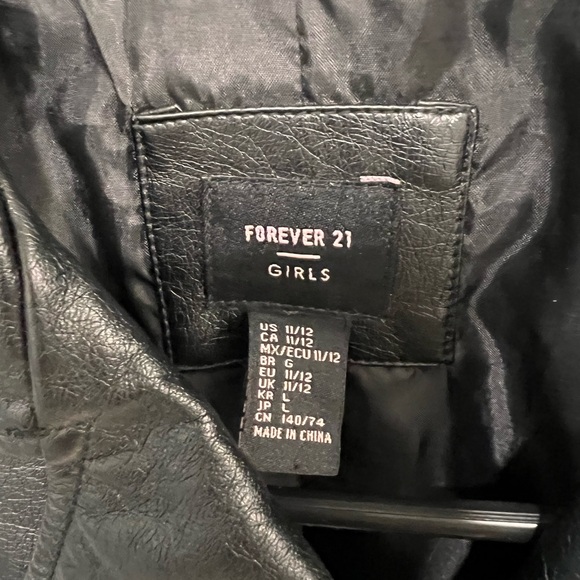 FOREVER 21
GIRLS
US 11/12
CA 11/12
MX/ECU 11/12
BR G
EU 11/12
UK 11/12
KR L
JP L
CN 140/74
MADE IN CHINA